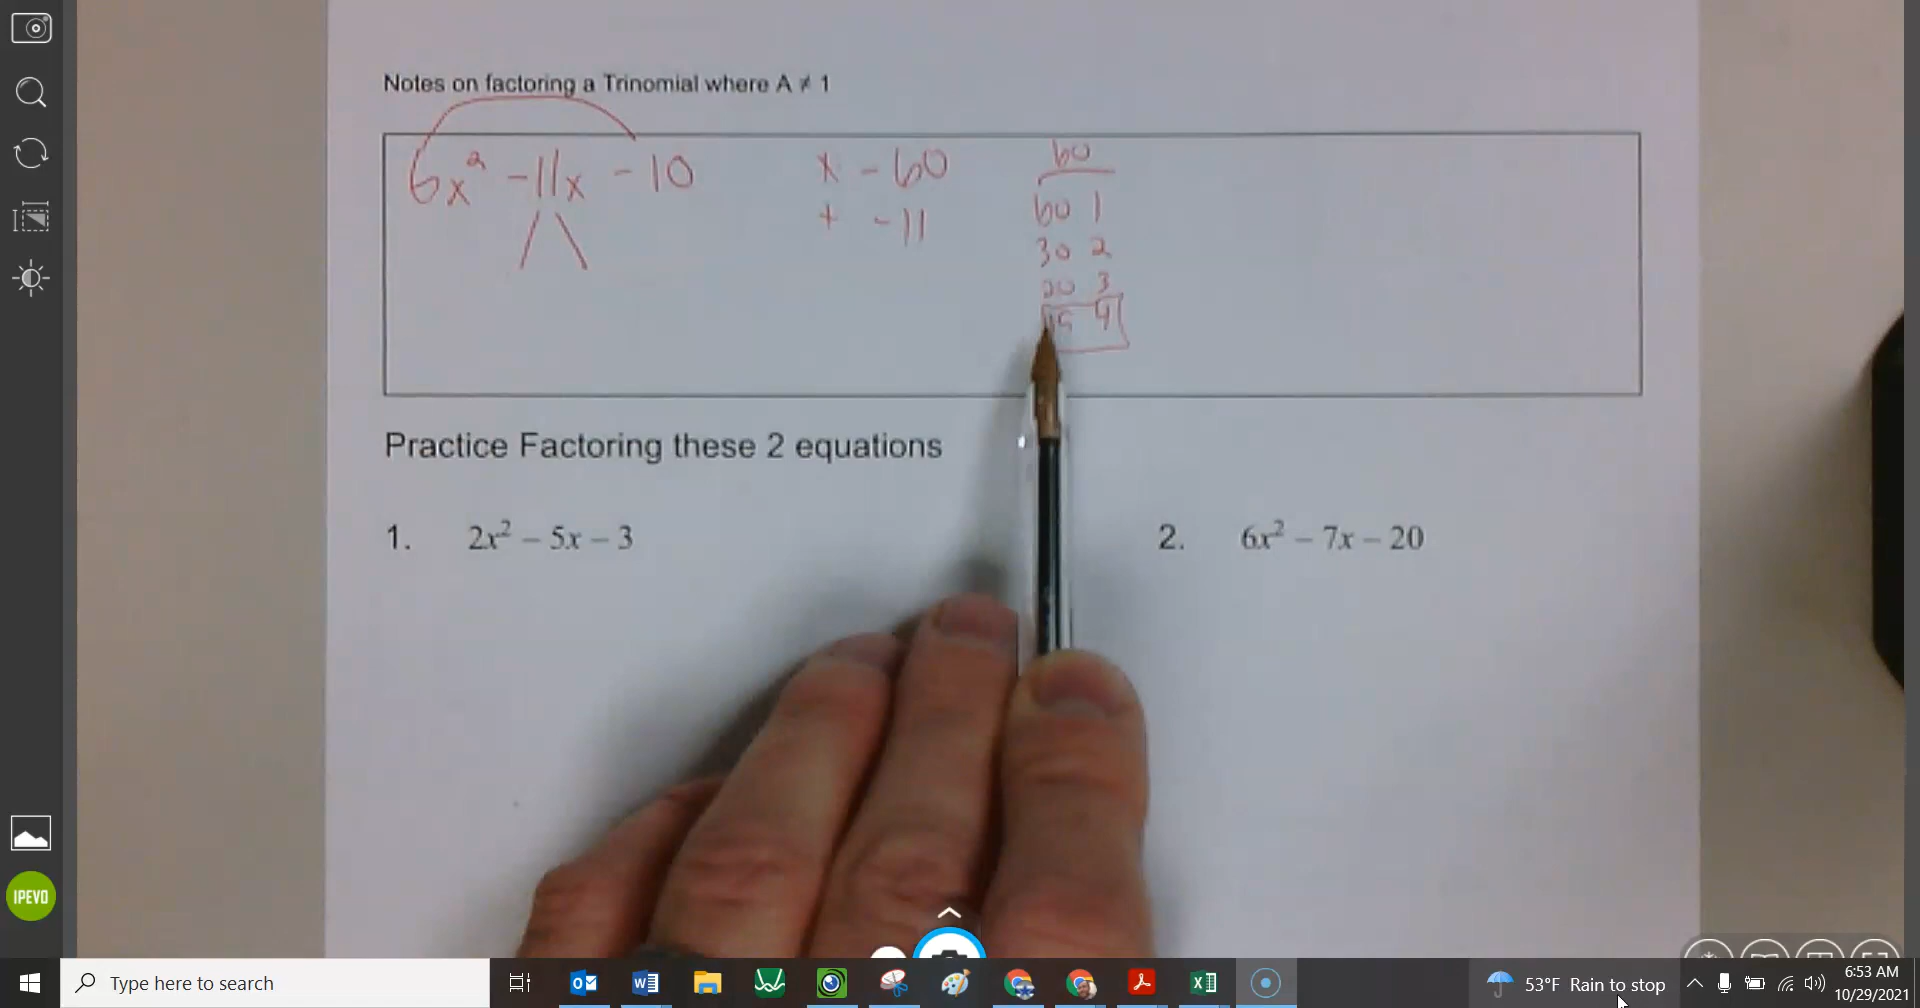 Notes on factoring a Trinomial where A ≠ 1
6x² -11x -10
x -60
+ -11
60
60 1
30 2
20 3
15 4
Practice Factoring these 2 equations
1. 2x² – 5x – 3
2. 6x² – 7x – 20
IPEVO
Type here to search
53°F Rain to stop
6:53 AM
10/29/2021